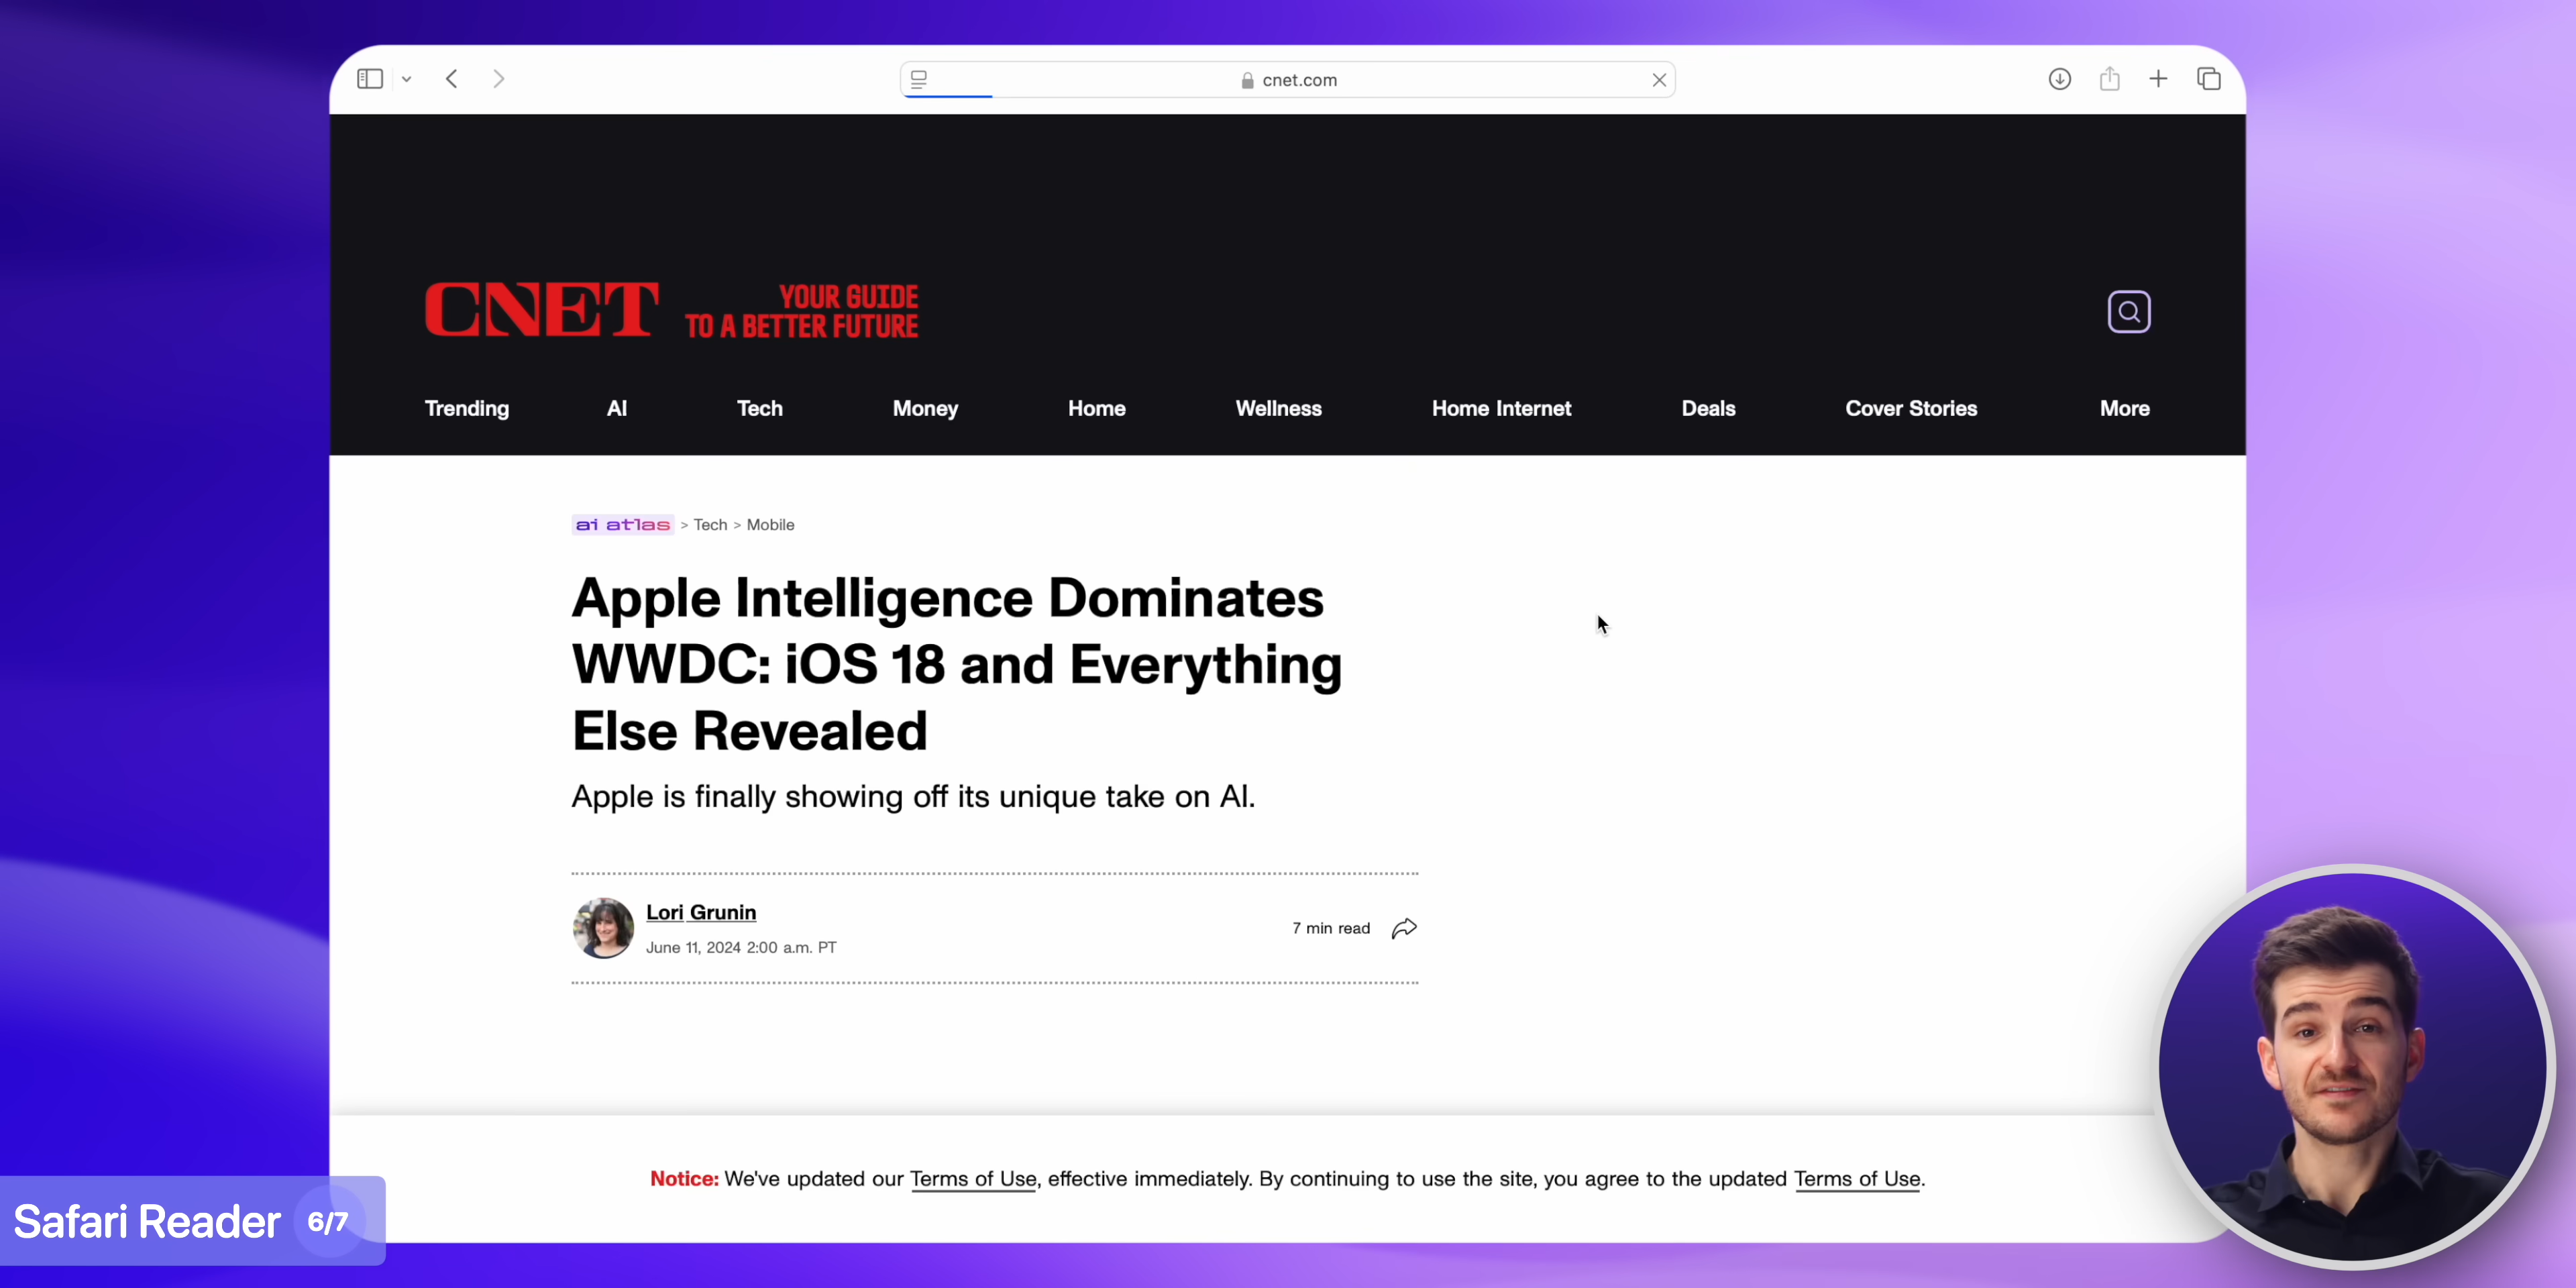 cnet.com
CNET
YOUR GUIDE
TO A BETTER FUTURE
Trending AI Tech Money Home Wellness Home Internet Deals Cover Stories More
ai atlas > Tech > Mobile
Apple Intelligence Dominates
WWDC: iOS 18 and Everything
Else Revealed
Apple is finally showing off its unique take on AI.
Lori Grunin
June 11, 2024 2:00 a.m. PT
7 min read
Notice: We've updated our Terms of Use, effective immediately. By continuing to use the site, you agree to the updated Terms of Use.
Safari Reader 6/7